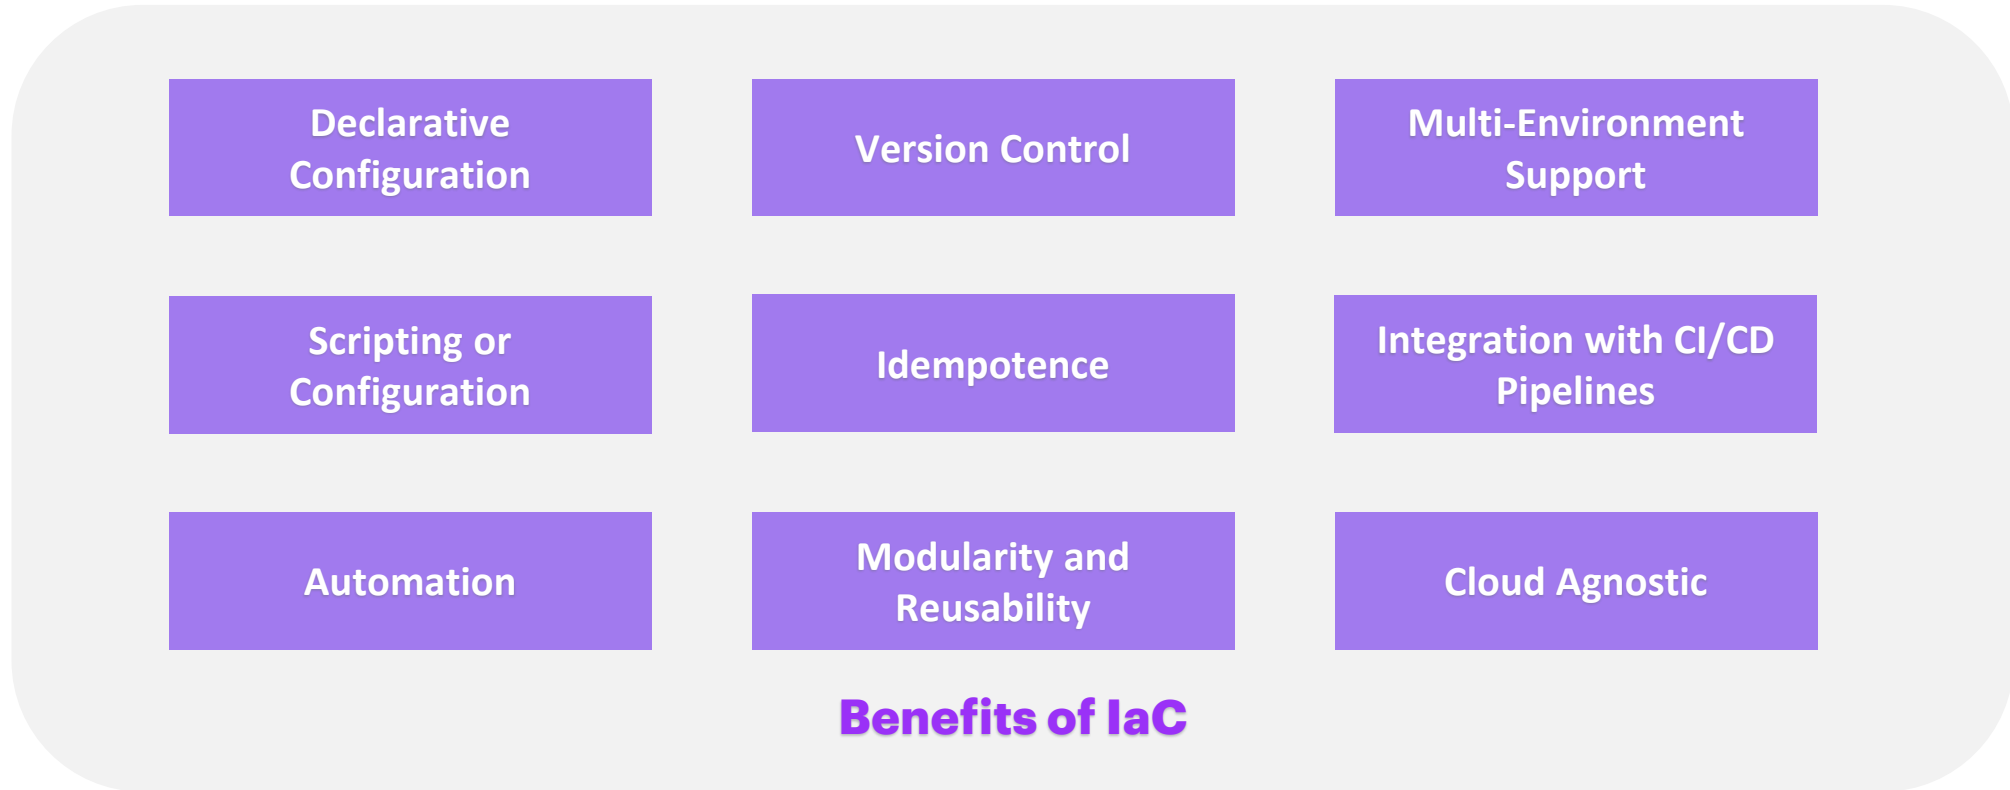 Declarative
Configuration
Version Control
Multi-Environment
Support
Scripting or
Configuration
Idempotence
Integration with CI/CD
Pipelines
Automation
Modularity and
Reusability
Cloud Agnostic
Benefits of IaC